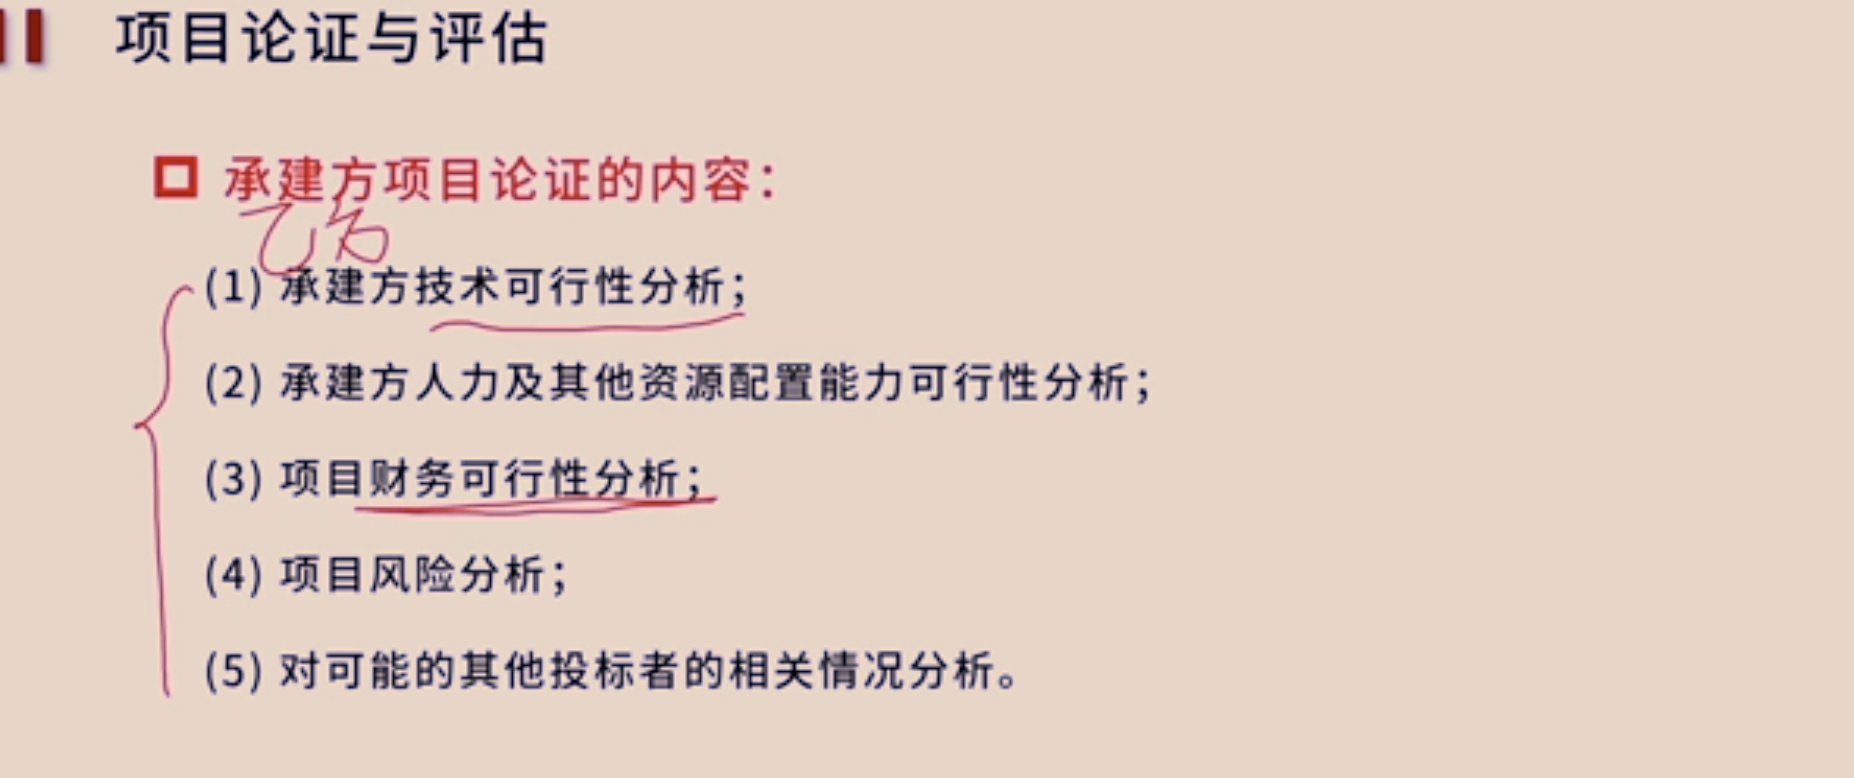 项目论证与评估
承建方项目论证的内容：
乙方
(1) 承建方技术可行性分析；
(2) 承建方人力及其他资源配置能力可行性分析；
(3) 项目财务可行性分析；
(4) 项目风险分析；
(5) 对可能的其他投标者的相关情况分析。